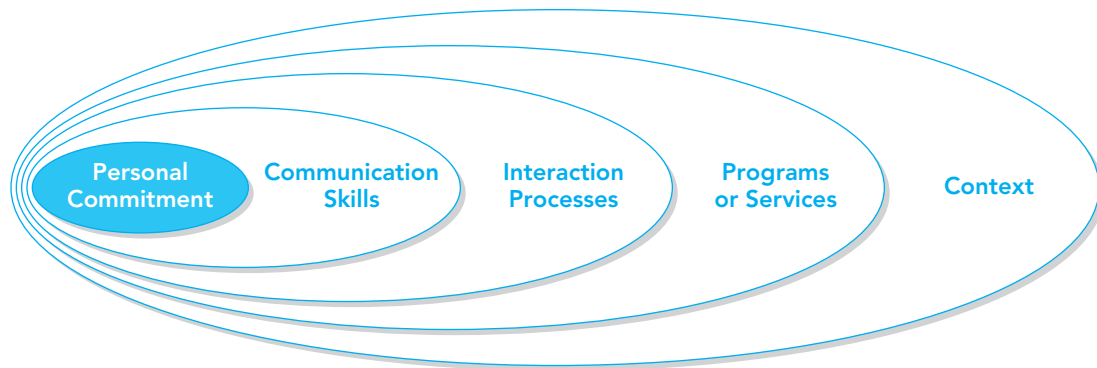 Personal
Commitment
Communication
Skills
Interaction
Processes
Programs
or Services
Context